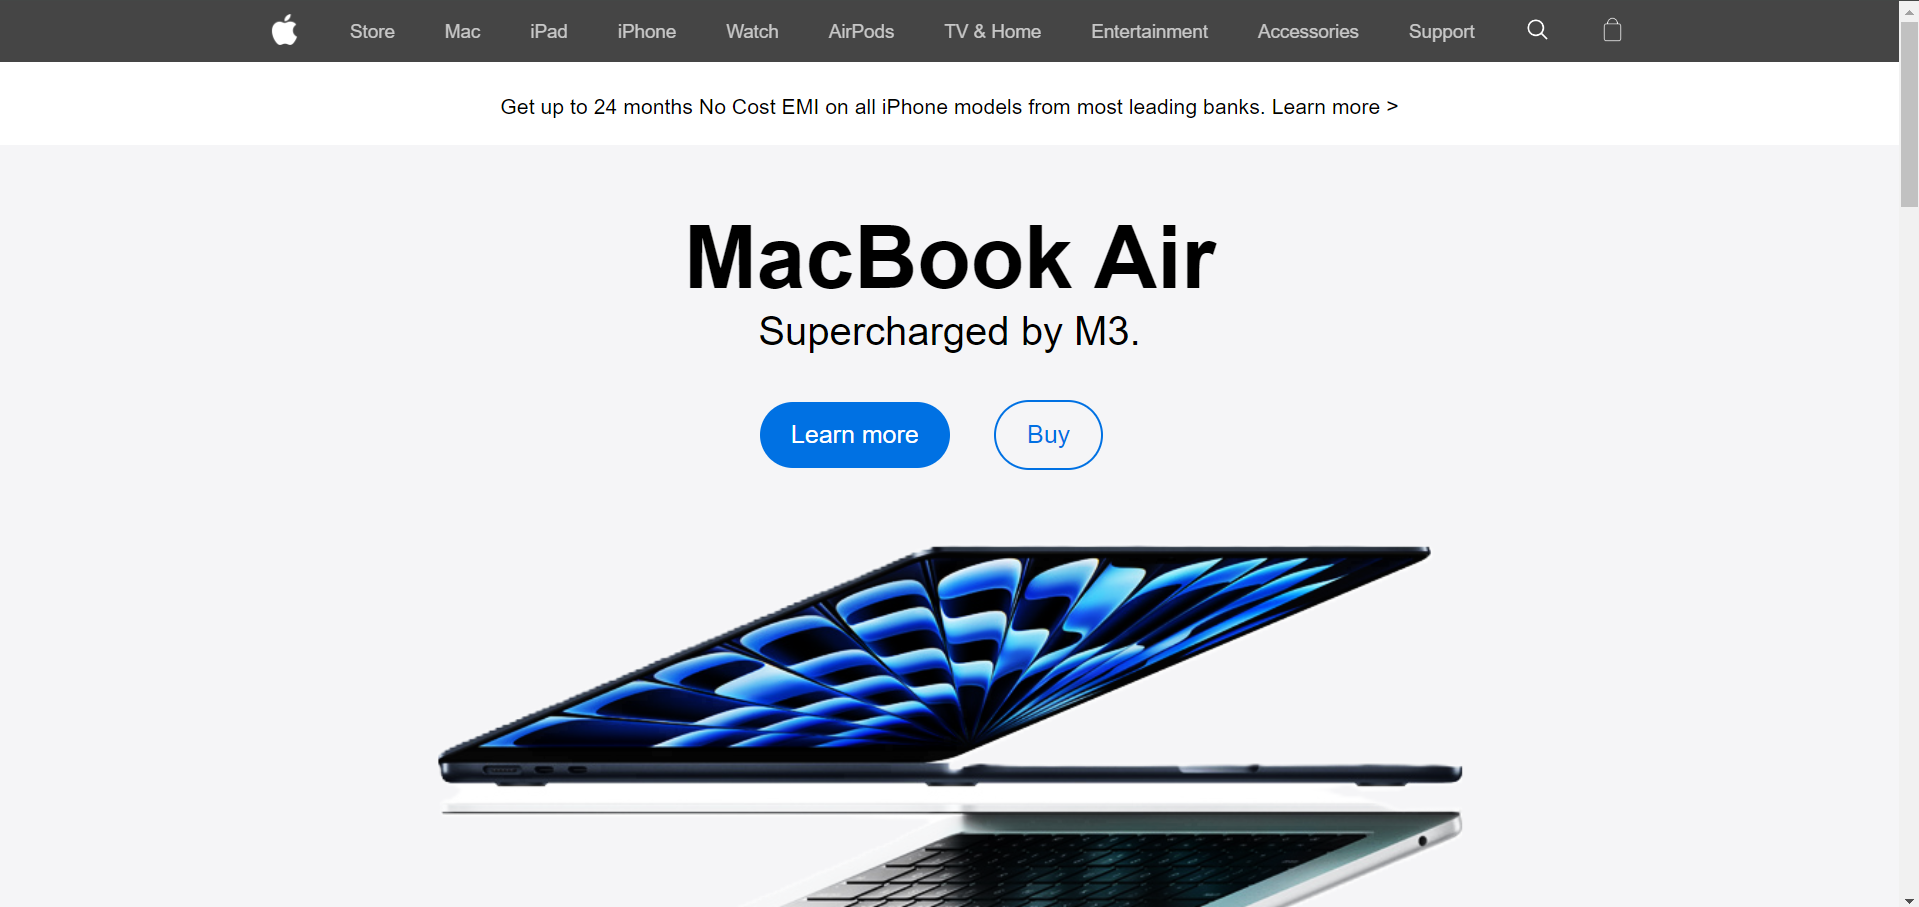 Store Mac iPad iPhone Watch AirPods TV & Home Entertainment Accessories Support
Get up to 24 months No Cost EMI on all iPhone models from most leading banks. Learn more >
MacBook Air
Supercharged by M3.
Learn more Buy